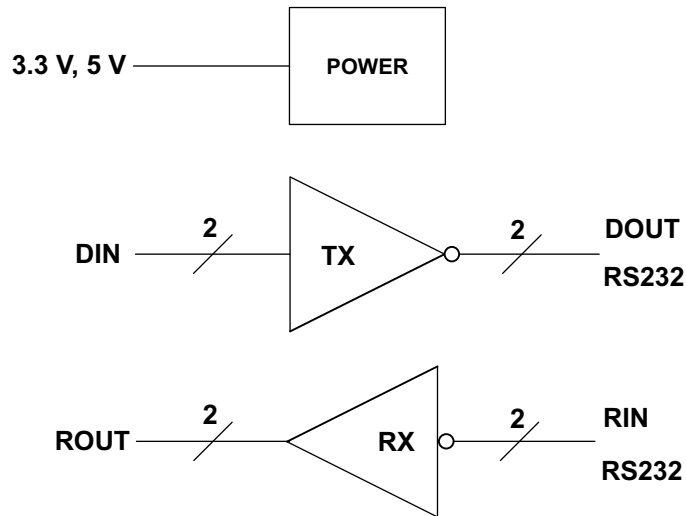 3.3 V, 5 V
POWER
2
2
DOUT
DIN
TX
RS232
2
2
RIN
ROUT
RX
RS232